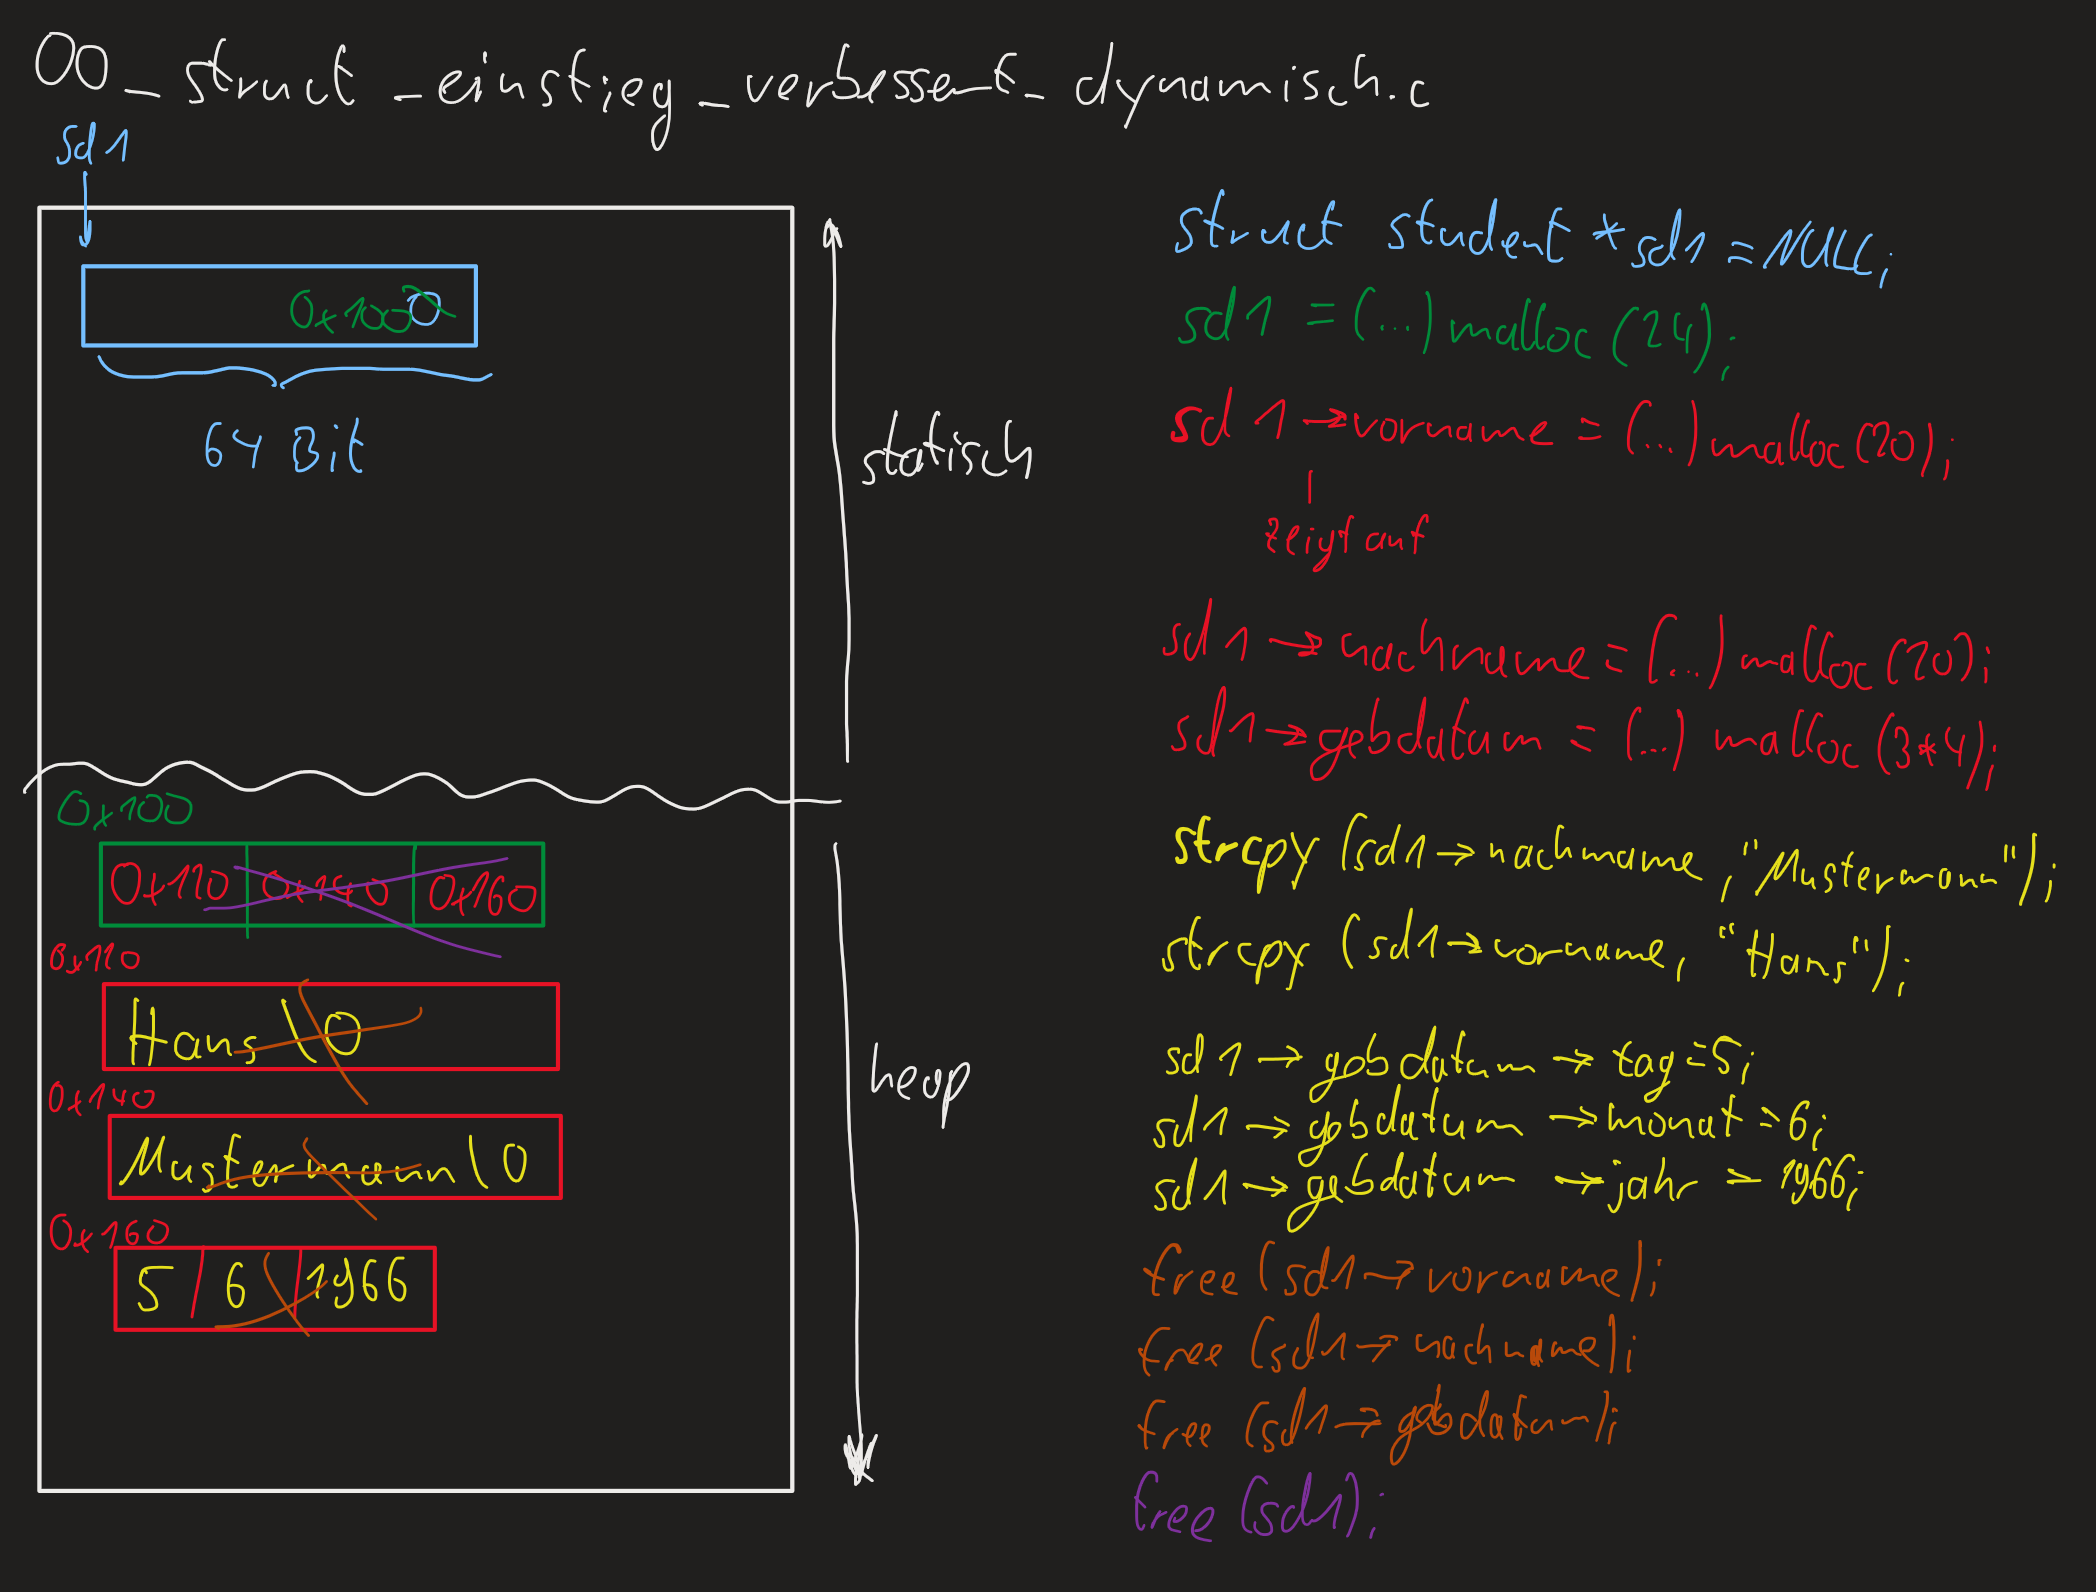 00_struct_einstieg_verbessert_dynamisch.c
sd1
0x100 0
64 Bit
statisch
0x100
0x110 0x140 0x160
0x110
Hans\0
0x140
Mustermann\0
0x160
5 6 1966
heap
struct student *sd1 = NULL;
sd1 = (...) malloc (24);
sd1→vorname = (...) malloc (20);
zeigt auf
sd1→nachname = (...) malloc (20);
sd1→gebdatum = (...) malloc (3*4);
strcpy (sd1→nachname, "Mustermann");
strcpy (sd1→vorname, "Hans");
sd1→gebdatum→tag=5;
sd1→gebdatum→monat=6;
sd1→gebdatum→jahr=1966;
free (sd1→vorname);
free (sd1→nachname);
free (sd1→gebdatum);
free (sd1);